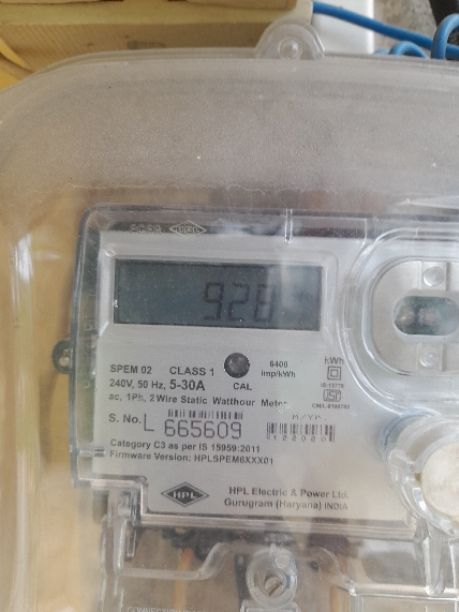 928
SPEM 02 CLASS 1 6400 kWh
240V, 50 Hz, 5-30A CAL imp/kWh
ac, 1Ph, 2 Wire Static Watthour Meter
S. No. L 665609
Category C3 as per IS 15959:2011
Firmware Version: HPLSPEM6XXX01
HPL HPL Electric & Power Ltd.
Gurugram (Haryana) INDIA